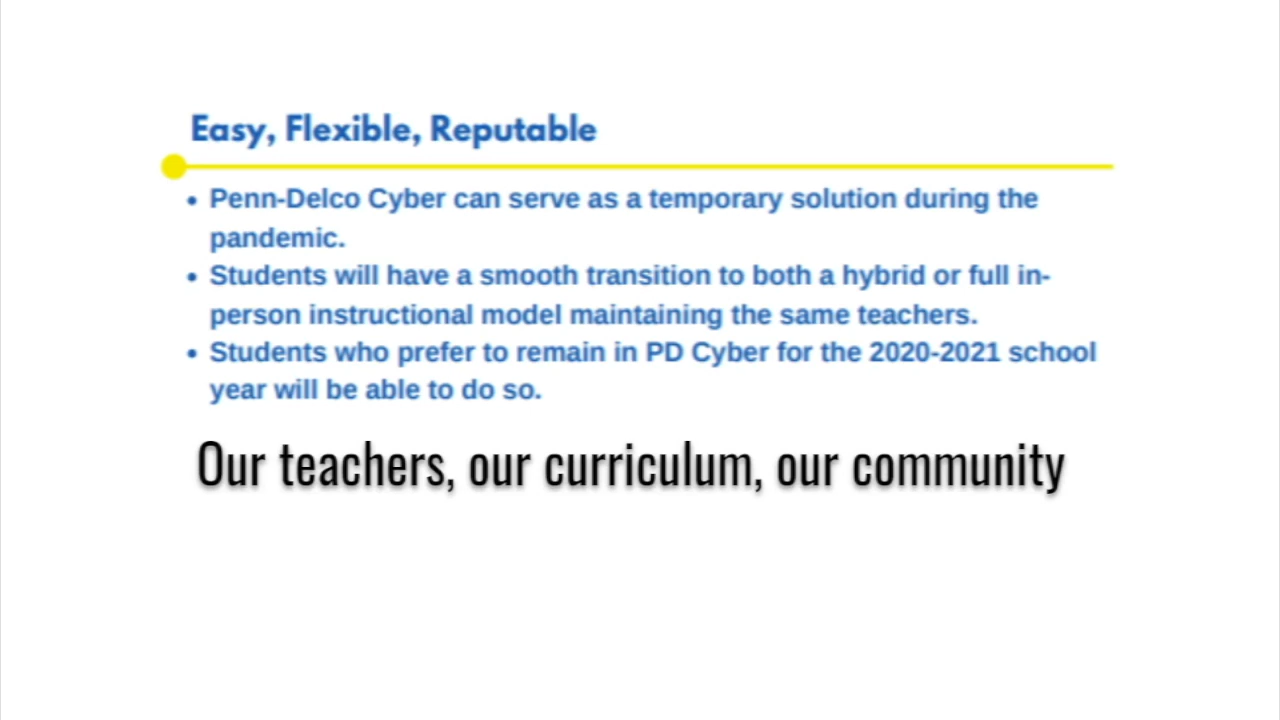 Easy, Flexible, Reputable
• Penn-Delco Cyber can serve as a temporary solution during the
pandemic.
• Students will have a smooth transition to both a hybrid or full in-
person instructional model maintaining the same teachers.
• Students who prefer to remain in PD Cyber for the 2020-2021 school
year will be able to do so.
Our teachers, our curriculum, our community